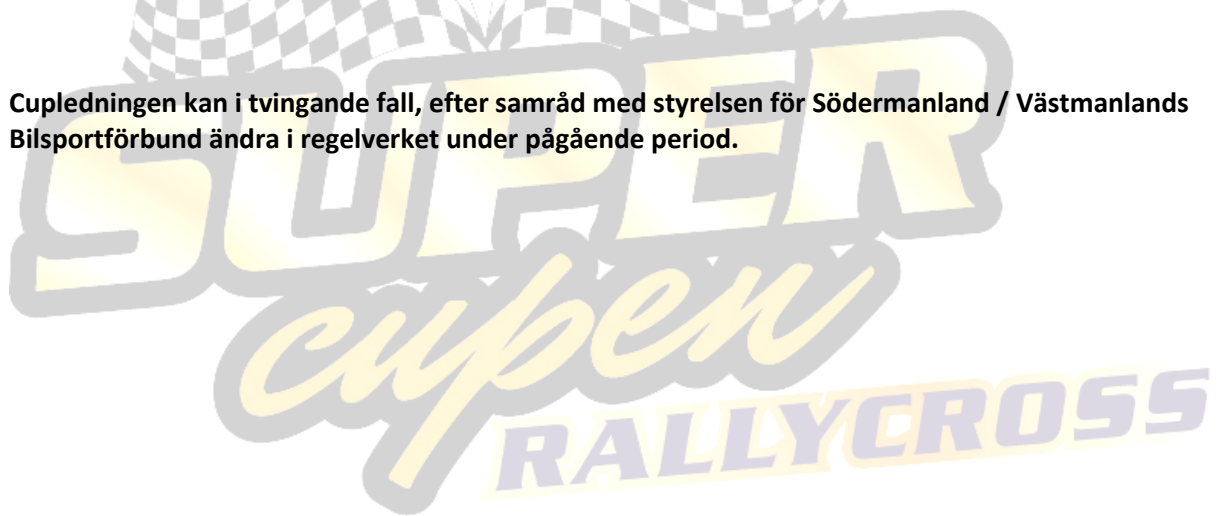 Cupledningen kan i tvingande fall, efter samråd med styrelsen för Södermanland / Västmanlands
Bilsportförbund ändra i regelverket under pågående period.
SUPER
cupen
RALLYCROSS